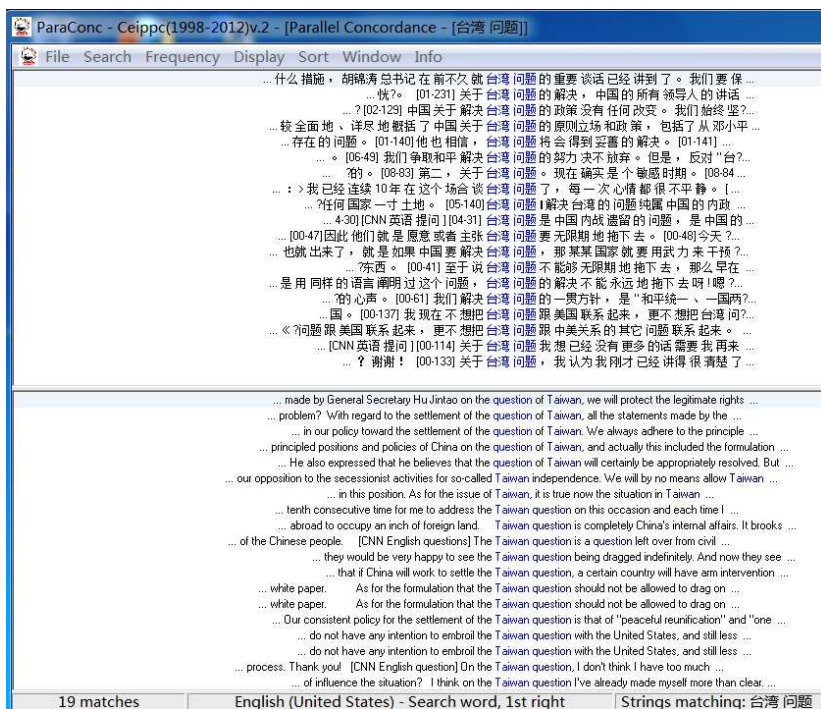 ParaConc - Ceippc(1998-2012)v.2 - [Parallel Concordance - [台湾 问题]]
File Search Frequency Display Sort Window Info
... 什么 措施 , 胡锦涛 总书记 在 前不久 就 台湾 问题 的 重要 谈话 已经 讲到 了 。 我们 要 保 ...
... 恍?。 [01-231] 关于 台湾 问题 的 解决 , 中国 的 所有 领导人 的 讲话 ...
... ? [02-129] 中国 关于 解决 台湾 问题 的 政策 没有 任何 改变 。 我们 始终 坚?...
... 较 全面 地 、 详尽 地 概括 了 中国 关于 台湾 问题 的 原则 立场 和 政策 , 包括 了 从 邓小平 ...
... 存在 的 问题 。 [01-140] 他 也 相信 , 台湾 问题 将 会 得到 妥善 的 解决 。 [01-141] ...
... 。 [06-49] 我们 争取 和平 解决 台湾 问题 的 努力 决不 放弃 。 但是 , 反对 "台?...
... ?的 。 [08-83] 第二 , 关于 台湾 问题 。 现在 确实 是 个 敏感 时期 。 [08-84 ...
... : > 我 已经 连续 10 年 在 这个 场合 谈 台湾 问题 了 , 每 一 次 心情 都 很 不 平静 。 [ ...
... ?任何 国家 一寸 土地 。 [05-140] 台湾 问题 ! 解决 台湾 的 问题 纯属 中国 的 内政 ...
... 4-30] [CNN 英语 提问 ] [04-31] 台湾 问题 是 中国 内战 遗留 的 问题 , 是 中国 的 ...
... [00-47] 因此 他们 就 是 愿意 或者 主张 台湾 问题 要 无限期 地 拖 下去 。 [00-48] 今天 ?...
... 也 就 出来 了 , 就 是 如果 中国 要 解决 台湾 问题 , 那 某 某 国家 就 要 用 武力 来 干预 ?...
... ?东西 。 [00-41] 至于 说 台湾 问题 不 能够 无限期 地 拖 下去 , 那么 早在 ...
... 是 用 同样 的 语言 阐明 过 这个 问题 , 台湾 问题 的 解决 不 能 永远 地 拖 下去 呀 ! 嗯 ?...
... ?的 心声 。 [00-61] 我们 解决 台湾 问题 的 一贯 方针 , 是 "和平 统一 、 一国两?...
... 国 。 [00-137] 我 现在 不 想 把 台湾 问题 跟 美国 联系 起来 , 更 不 想 把 台湾 问?...
... 《 ?问题 跟 美国 联系 起来 , 更 不 想 把 台湾 问题 跟 中美 关系 的 其它 问题 联系 起来 。 ...
... [CNN 英语 提问 ] [00-114] 关于 台湾 问题 我 想 已经 没有 更 多 的 话 需要 我 再 来 ...
... ? 谢谢 ! [00-133] 关于 台湾 问题 , 我 认为 我 刚才 已经 讲 得 很 清楚 了 ...
... made by General Secretary Hu Jintao on the question of Taiwan, we will protect the legitimate rights ...
... problem? With regard to the settlement of the question of Taiwan, all the statements made by the ...
... in our policy toward the settlement of the question of Taiwan. We always adhere to the principle ...
... principled positions and policies of China on the question of Taiwan, and actually this included the formulation ...
... He also expressed that he believes that the question of Taiwan will certainly be appropriately resolved. But ...
... our opposition to the secessionist activities for so-called Taiwan independence. We will by no means allow Taiwan ...
... in this position. As for the issue of Taiwan, it is true now the situation in Taiwan ...
... tenth consecutive time for me to address the Taiwan question on this occasion and each time I ...
... abroad to occupy an inch of foreign land. Taiwan question is completely China's internal affairs. It brooks ...
... of the Chinese people. [CNN English questions] The Taiwan question is a question left over from civil ...
... they would be very happy to see the Taiwan question being dragged indefinitely. And now they see ...
... that if China will work to settle the Taiwan question, a certain country will have arm intervention ...
... white paper. As for the formulation that the Taiwan question should not be allowed to drag on ...
... white paper. As for the formulation that the Taiwan question should not be allowed to drag on ...
... Our consistent policy for the settlement of the Taiwan question is that of "peaceful reunification" and "one ...
... do not have any intention to embroil the Taiwan question with the United States, and still less ...
... do not have any intention to embroil the Taiwan question with the United States, and still less ...
... process. Thank you! [CNN English question] On the Taiwan question, I don't think I have too much ...
... of influence the situation? I think on the Taiwan question I've already made myself more than clear. ...
19 matches English (United States) - Search word, 1st right Strings matching: 台湾 问题